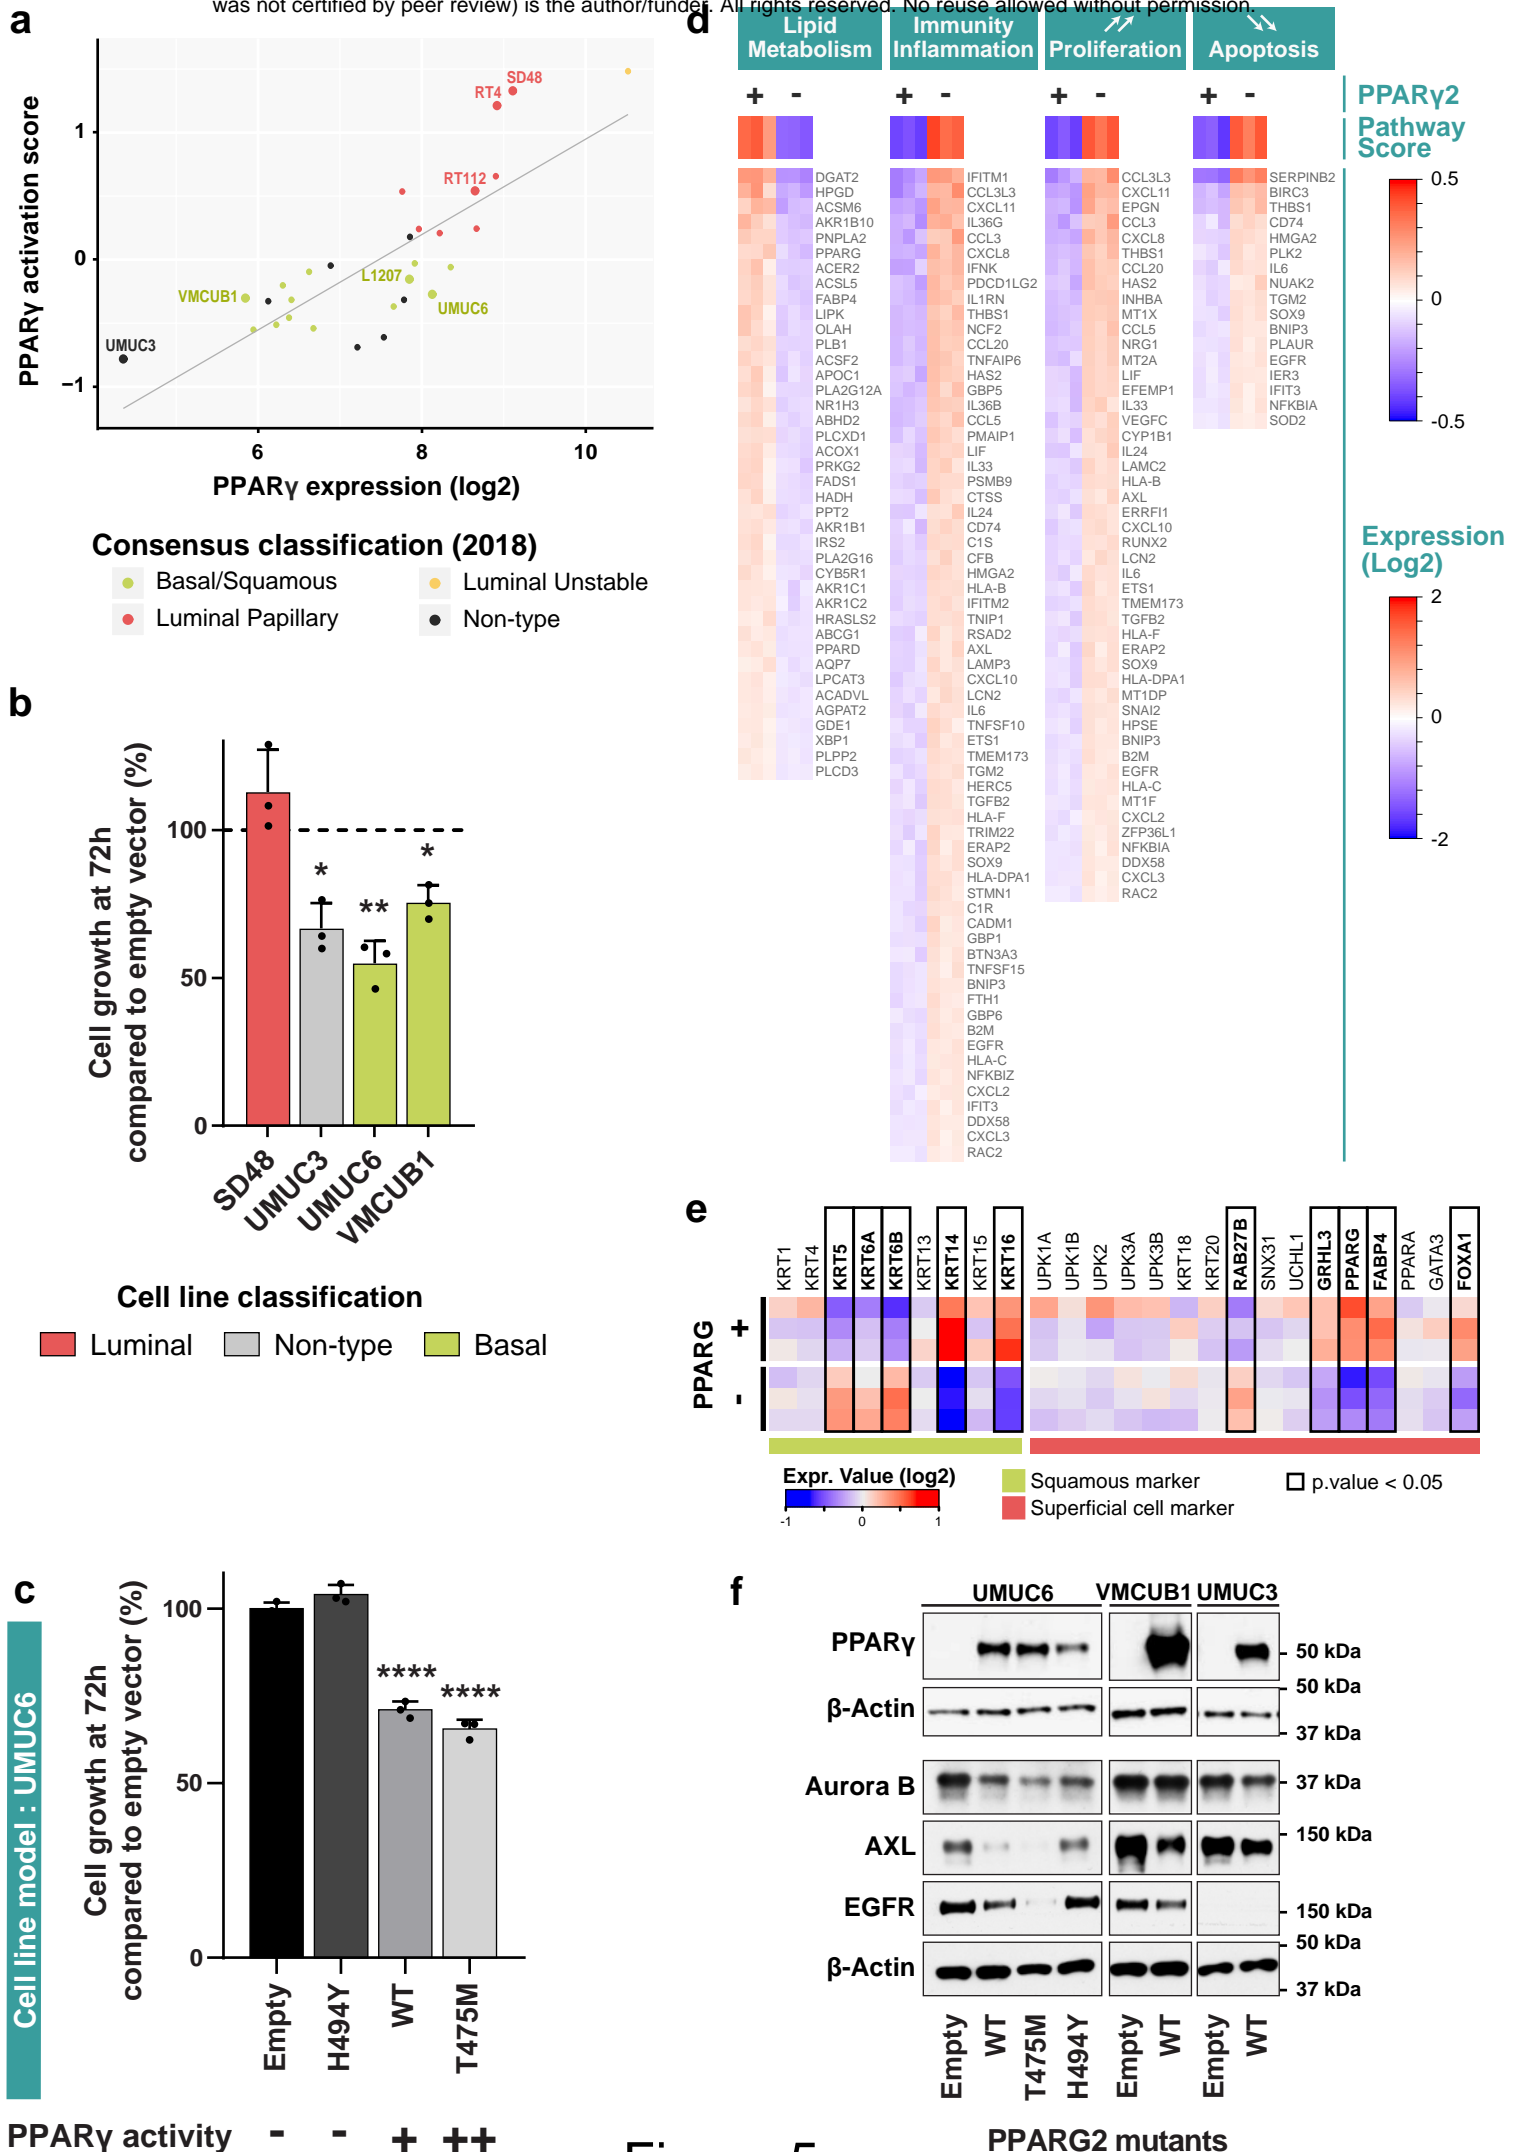 was not certified by peer review) is the author/funder. All rights reserved. No reuse allowed without permission.
a
PPARγ activation score
1
0
−1
6
8
10
PPARγ expression (log2)
SD48
RT4
RT112
L1207
VMCUB1
UMUC6
UMUC3
Consensus classification (2018)
Basal/Squamous
Luminal Unstable
Luminal Papillary
Non-type
b
Cell growth at 72h
compared to empty vector (%)
100
50
0
*
**
*
SD48
UMUC3
UMUC6
VMCUB1
Cell line classification
Luminal
Non-type
Basal
c
Cell line model : UMUC6
Cell growth at 72h
compared to empty vector (%)
100
50
0
****
****
Empty
H494Y
WT
T475M
PPARγ activity - - + ++
d
Lipid
Metabolism
Immunity
Inflammation
Proliferation
Apoptosis
+ - + - + - + -
PPARγ2
Pathway
Score
0.5
0
-0.5
Expression
(Log2)
2
0
-2
DGAT2
HPGD
ACSM6
AKR1B10
PNPLA2
PPARG
ACER2
ACSL5
FABP4
LIPK
OLAH
PLB1
ACSF2
APOC1
PLA2G12A
NR1H3
ABHD2
PLCXD1
ACOX1
PRKG2
FADS1
HADH
PPT2
AKR1B1
IRS2
PLA2G16
CYB5R1
AKR1C1
AKR1C2
HRASLS2
ABCG1
PPARD
AQP7
LPCAT3
ACADVL
AGPAT2
GDE1
XBP1
PLPP2
PLCD3
IFITM1
CCL3L3
CXCL11
IL36G
CCL3
CXCL8
IFNK
PDCD1LG2
IL1RN
THBS1
NCF2
CCL20
TNFAIP6
HAS2
GBP5
IL36B
CCL5
PMAIP1
LIF
IL33
PSMB9
CTSS
IL24
CD74
C1S
CFB
HMGA2
HLA-B
IFITM2
TNIP1
RSAD2
AXL
LAMP3
CXCL10
LCN2
IL6
TNFSF10
ETS1
TMEM173
TGM2
HERC5
TGFB2
HLA-F
TRIM22
ERAP2
SOX9
HLA-DPA1
STMN1
C1R
CADM1
GBP1
BTN3A3
TNFSF15
BNIP3
FTH1
GBP6
B2M
EGFR
HLA-C
NFKBIZ
CXCL2
IFIT3
DDX58
CXCL3
RAC2
CCL3L3
CXCL11
EPGN
CCL3
CXCL8
THBS1
CCL20
HAS2
INHBA
MT1X
CCL5
NRG1
MT2A
LIF
EFEMP1
IL33
VEGFC
CYP1B1
IL24
LAMC2
HLA-B
AXL
ERRFI1
CXCL10
RUNX2
LCN2
IL6
ETS1
TMEM173
TGFB2
HLA-F
ERAP2
SOX9
HLA-DPA1
MT1DP
SNAI2
HPSE
BNIP3
B2M
EGFR
HLA-C
MT1F
CXCL2
ZFP36L1
NFKBIA
DDX58
CXCL3
RAC2
SERPINB2
BIRC3
THBS1
CD74
HMGA2
PLK2
IL6
NUAK2
TGM2
SOX9
BNIP3
PLAUR
EGFR
IER3
IFIT3
NFKBIA
SOD2
e
KRT1
KRT4
KRT5
KRT6A
KRT6B
KRT13
KRT14
KRT15
KRT16
UPK1A
UPK1B
UPK2
UPK3A
UPK3B
KRT18
KRT20
RAB27B
SNX31
UCHL1
GRHL3
PPARG
FABP4
PPARA
GATA3
FOXA1
PPARG
+
-
Expr. Value (log2)
-1
0
1
Squamous marker
Superficial cell marker
p.value < 0.05
f
UMUC6 VMCUB1 UMUC3
PPARγ
50 kDa
β-Actin
50 kDa
37 kDa
Aurora B
37 kDa
AXL
150 kDa
EGFR
150 kDa
β-Actin
50 kDa
37 kDa
Empty
WT
T475M
H494Y
Empty
WT
Empty
WT
PPARG2 mutants